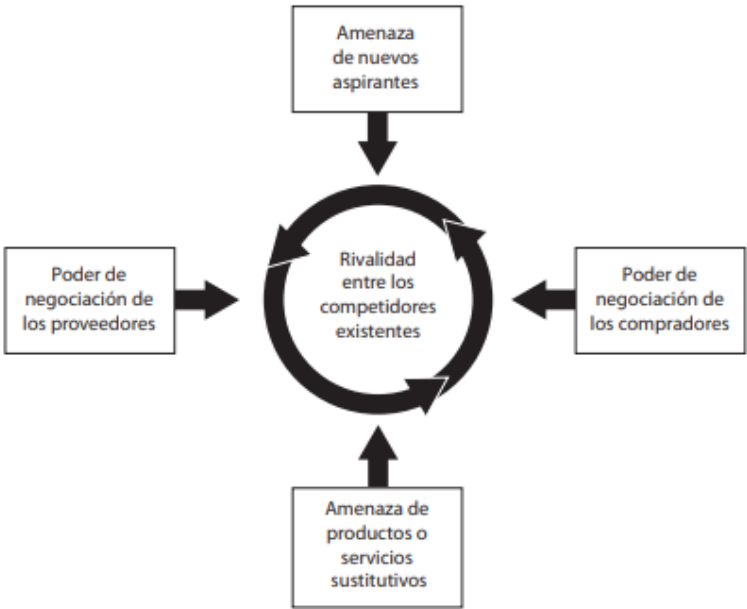 Amenaza
de nuevos
aspirantes
Poder de
negociación de
los proveedores
Rivalidad
entre los
competidores
existentes
Poder de
negociación de
los compradores
Amenaza de
productos o
servicios
sustitutivos